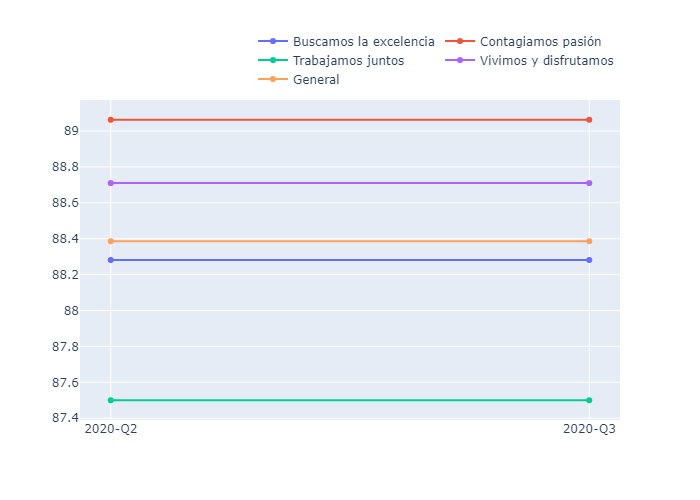 Buscamos la excelencia Contagiamos pasión
Trabajamos juntos Vivimos y disfrutamos
General
89
88.8
88.6
88.4
88.2
88
87.8
87.6
87.4
2020-Q2 2020-Q3